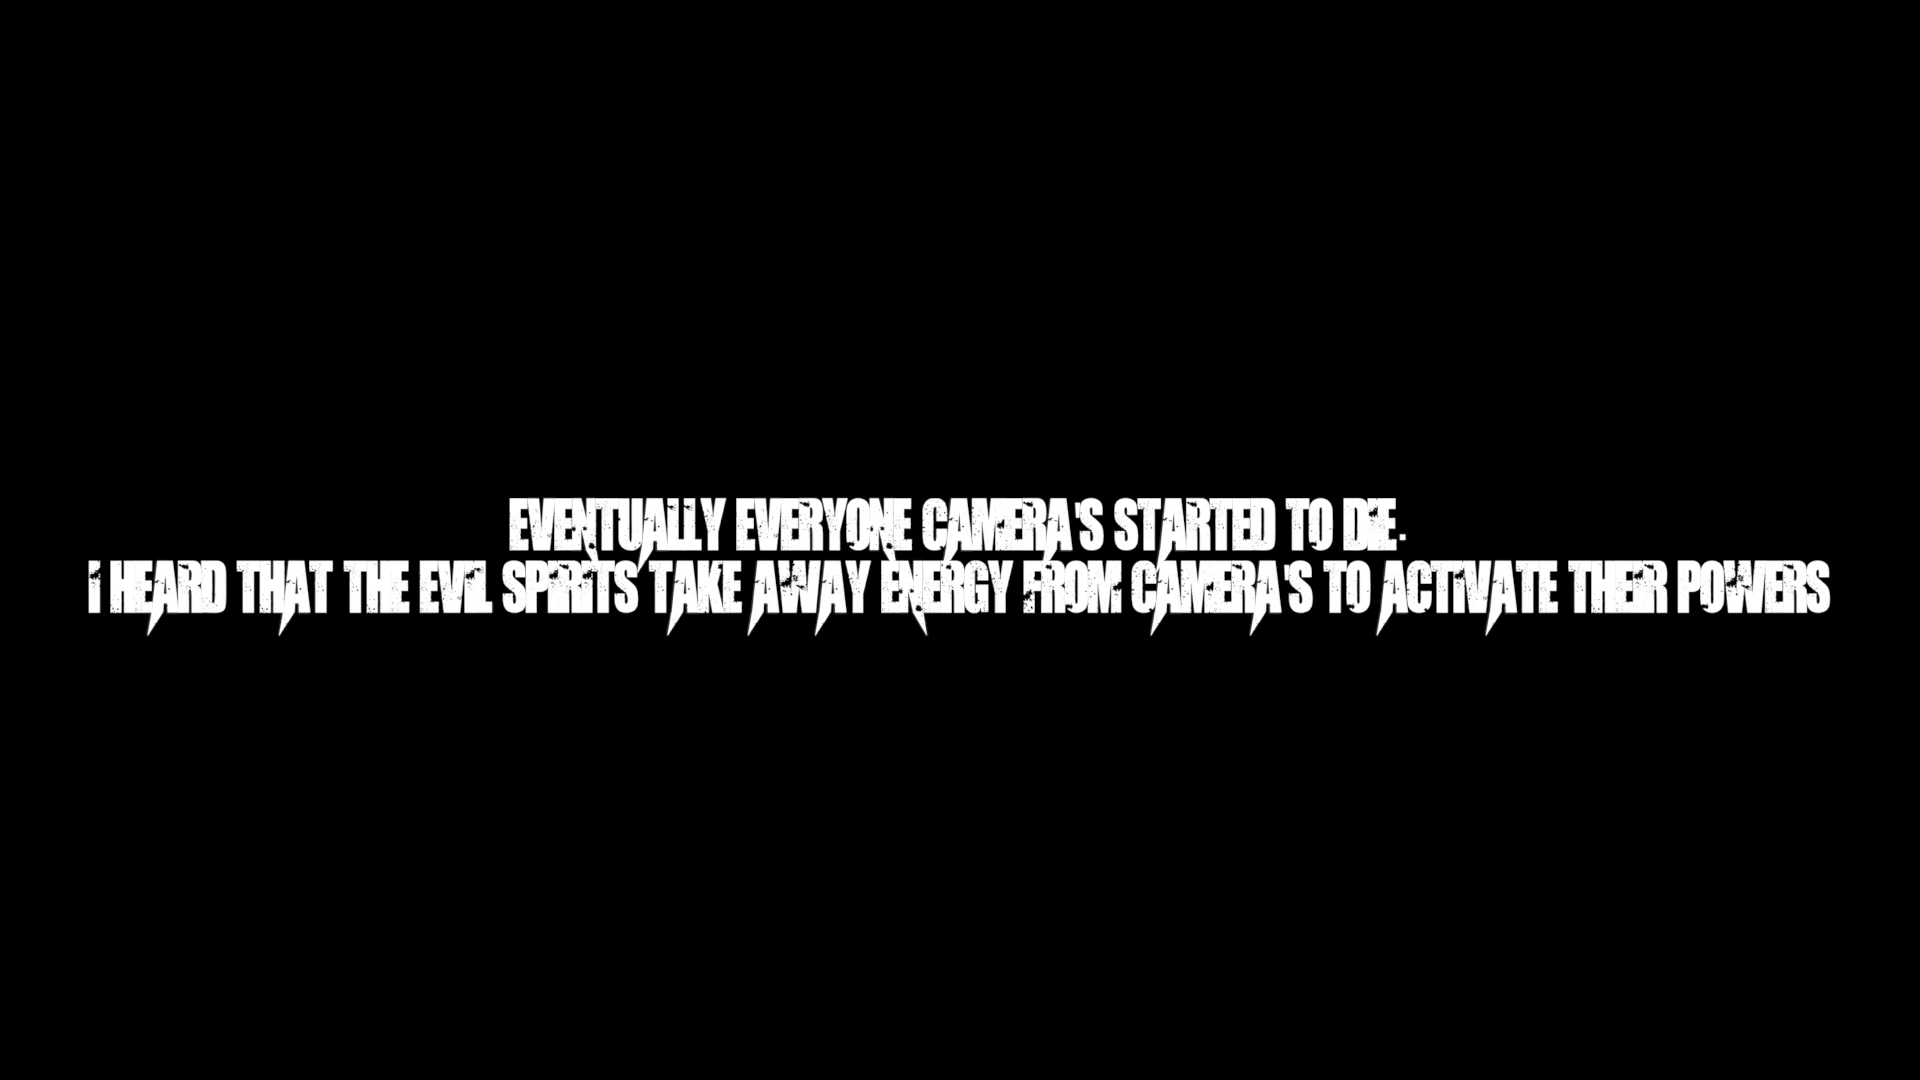 EVENTUALLY EVERYONE CAMERA'S STARTED TO DIE.
I HEARD THAT THE EVIL SPIRITS TAKE AWAY ENERGY FROM CAMERA'S TO ACTIVATE THEIR POWERS